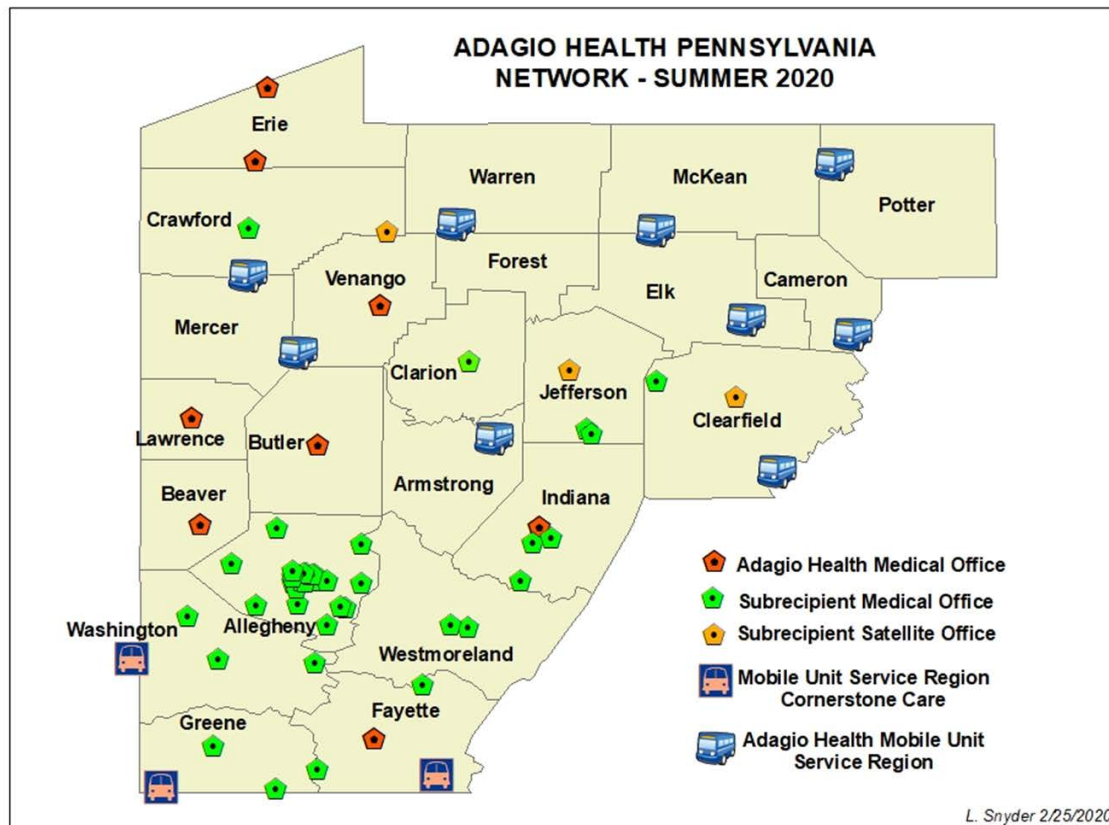 ADAGIO HEALTH PENNSYLVANIA
NETWORK - SUMMER 2020
Erie
Warren
McKean
Potter
Crawford
Forest
Venango
Elk
Cameron
Mercer
Clarion
Jefferson
Clearfield
Lawrence
Butler
Armstrong
Indiana
Beaver
Allegheny
Washington
Westmoreland
Fayette
Greene
Adagio Health Medical Office
Subrecipient Medical Office
Subrecipient Satellite Office
Mobile Unit Service Region
Cornerstone Care
Adagio Health Mobile Unit
Service Region
L. Snyder 2/25/2020